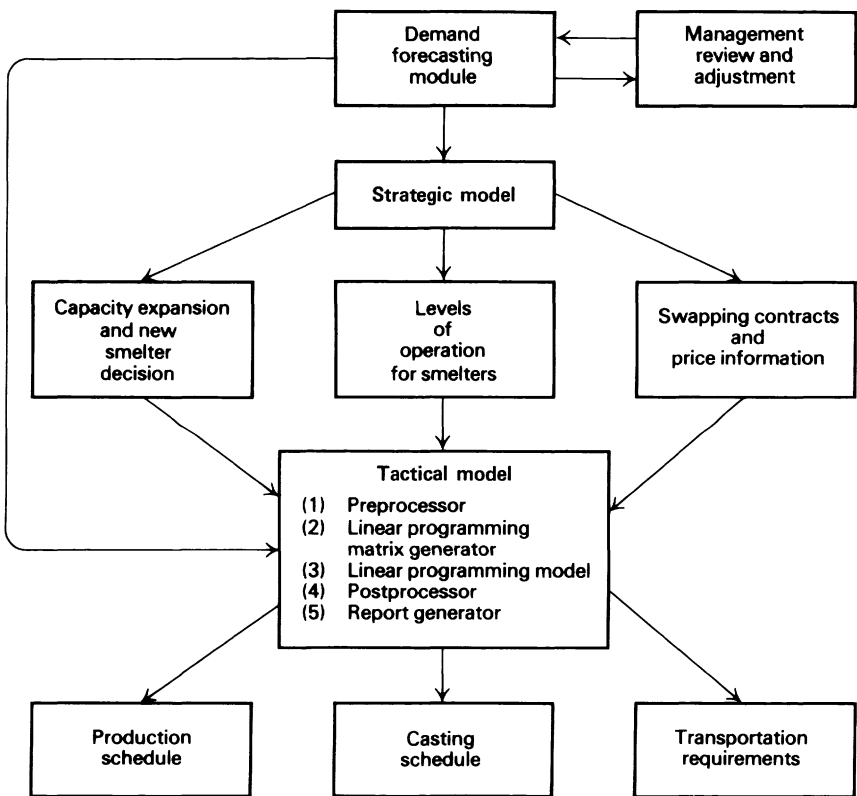 Demand
forecasting
module
Management
review and
adjustment
Strategic model
Capacity expansion
and new
smelter
decision
Levels
of
operation
for smelters
Swapping contracts
and
price information
Tactical model
(1) Preprocessor
(2) Linear programming
matrix generator
(3) Linear programming model
(4) Postprocessor
(5) Report generator
Production
schedule
Casting
schedule
Transportation
requirements